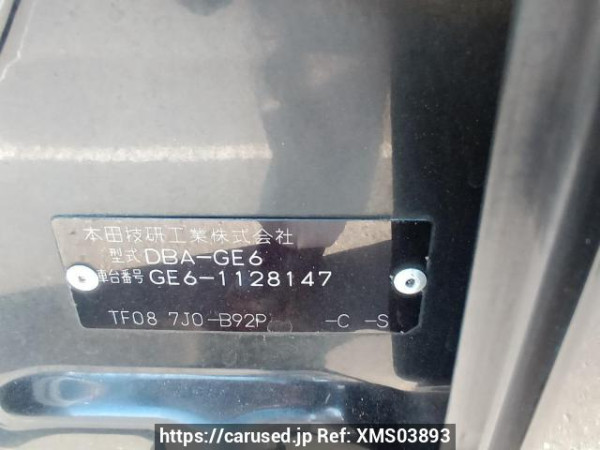 本田技研工業株式会社
型式 DBA-GE6
車台番号 GE6-1128147
TF08 7J0-B92P -C -S
https://carused.jp Ref: XMS03893